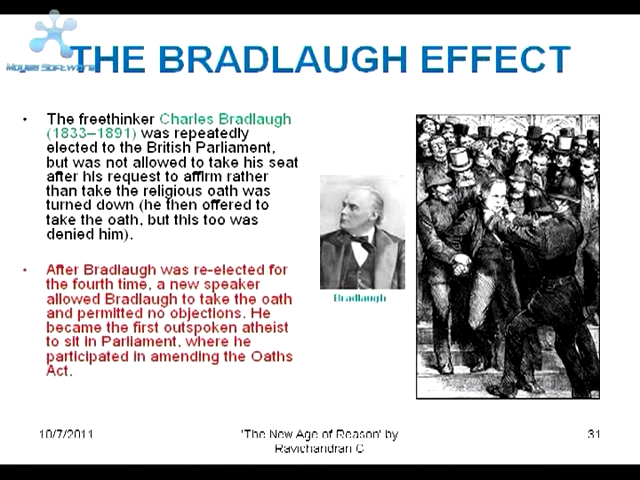 Moyea Software
THE BRADLAUGH EFFECT
• The freethinker Charles Bradlaugh
(1833–1891) was repeatedly
elected to the British Parliament,
but was not allowed to take his seat
after his request to affirm rather
than take the religious oath was
turned down (he then offered to
take the oath, but this too was
denied him).
• After Bradlaugh was re-elected for
the fourth time, a new speaker
allowed Bradlaugh to take the oath
and permitted no objections. He
became the first outspoken atheist
to sit in Parliament, where he
participated in amending the Oaths
Act.
Bradlaugh
10/7/2011
'The New Age of Reason' by
Ravichandran C
31